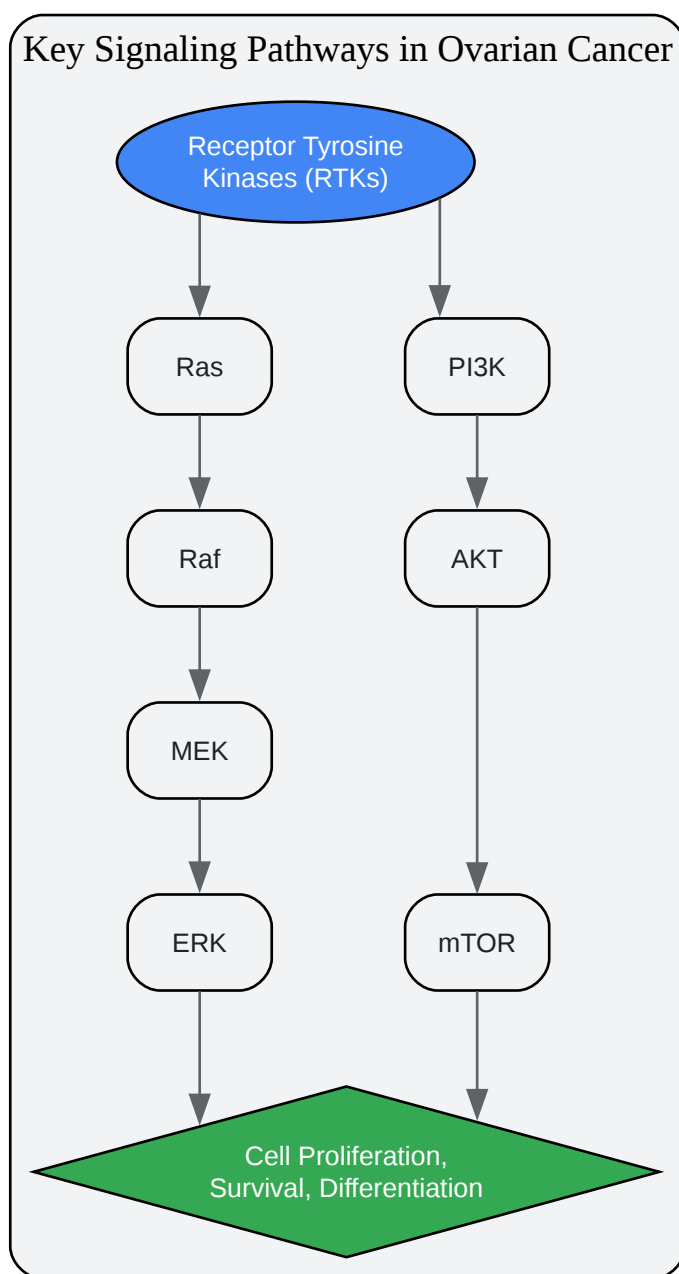 Key Signaling Pathways in Ovarian Cancer
Receptor Tyrosine
Kinases (RTKs)
Ras
PI3K
Raf
AKT
MEK
ERK
mTOR
Cell Proliferation,
Survival, Differentiation